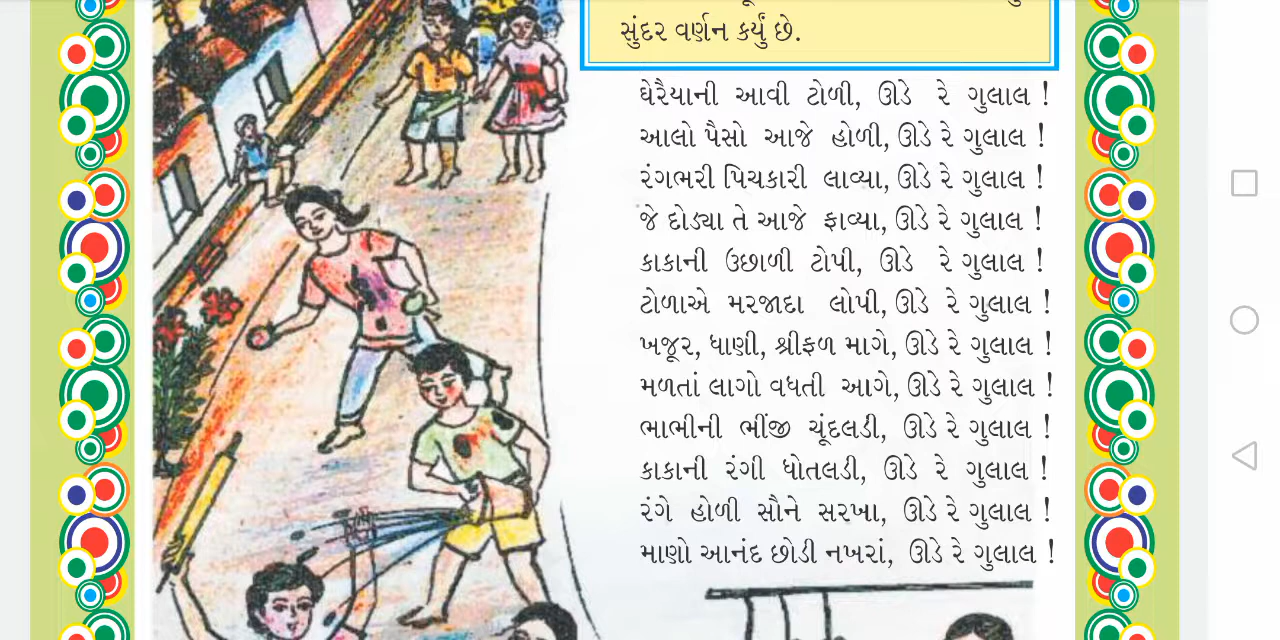 સુંદર વર્ણન કર્યું છે.
ઘેરૈયાની આવી ટોળી, ઊડે રે ગુલાલ !
આલો પૈસો આજે હોળી, ઊડે રે ગુલાલ !
રંગભરી પિચકારી લાવ્યા, ઊડે રે ગુલાલ !
જે દોડ્યા તે આજે ફાવ્યા, ઊડે રે ગુલાલ !
કાકાની ઉછાળી ટોપી, ઊડે રે ગુલાલ !
ટોળાએ મરજાદા લોપી, ઊડે રે ગુલાલ !
ખજૂર, ધાણી, શ્રીફળ માગે, ઊડે રે ગુલાલ !
મળતાં લાગો વધતી આગે, ઊડે રે ગુલાલ !
ભાભીની ભીંજી ચૂંદલડી, ઊડે રે ગુલાલ !
કાકાની રંગી ધોતલડી, ઊડે રે ગુલાલ !
રંગે હોળી સૌને સરખા, ઊડે રે ગુલાલ !
માણો આનંદ છોડી નખરાં, ઊડે રે ગુલાલ !